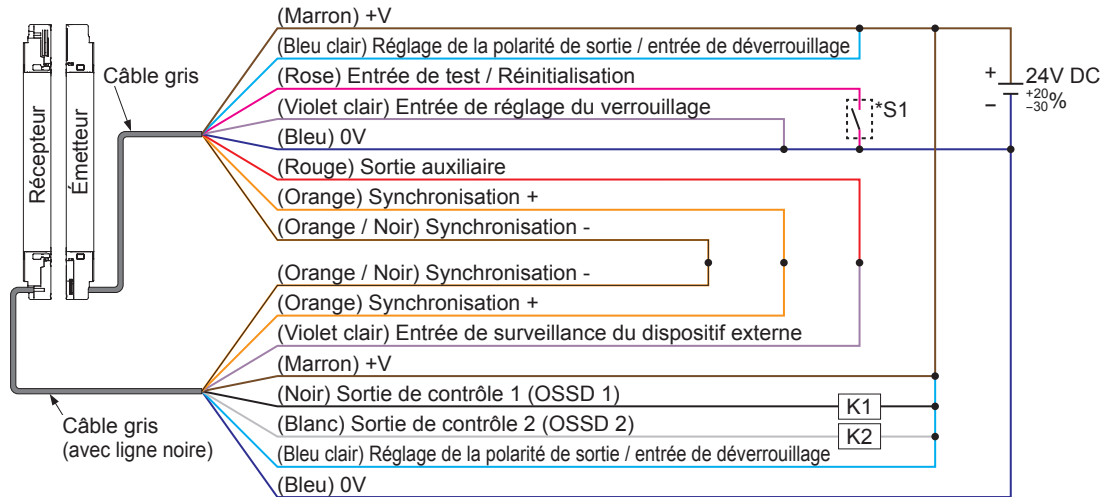 (Marron) +V
(Bleu clair) Réglage de la polarité de sortie / entrée de déverrouillage
(Rose) Entrée de test / Réinitialisation
(Violet clair) Entrée de réglage du verrouillage
(Bleu) 0V
(Rouge) Sortie auxiliaire
(Orange) Synchronisation +
(Orange / Noir) Synchronisation -
Câble gris
Récepteur
Émetteur
*S1
+
24V DC
+20
-30 %
−
(Orange / Noir) Synchronisation -
(Orange) Synchronisation +
(Violet clair) Entrée de surveillance du dispositif externe
(Marron) +V
(Noir) Sortie de contrôle 1 (OSSD 1)
K1
(Blanc) Sortie de contrôle 2 (OSSD 2)
K2
(Bleu clair) Réglage de la polarité de sortie / entrée de déverrouillage
(Bleu) 0V
Câble gris
(avec ligne noire)